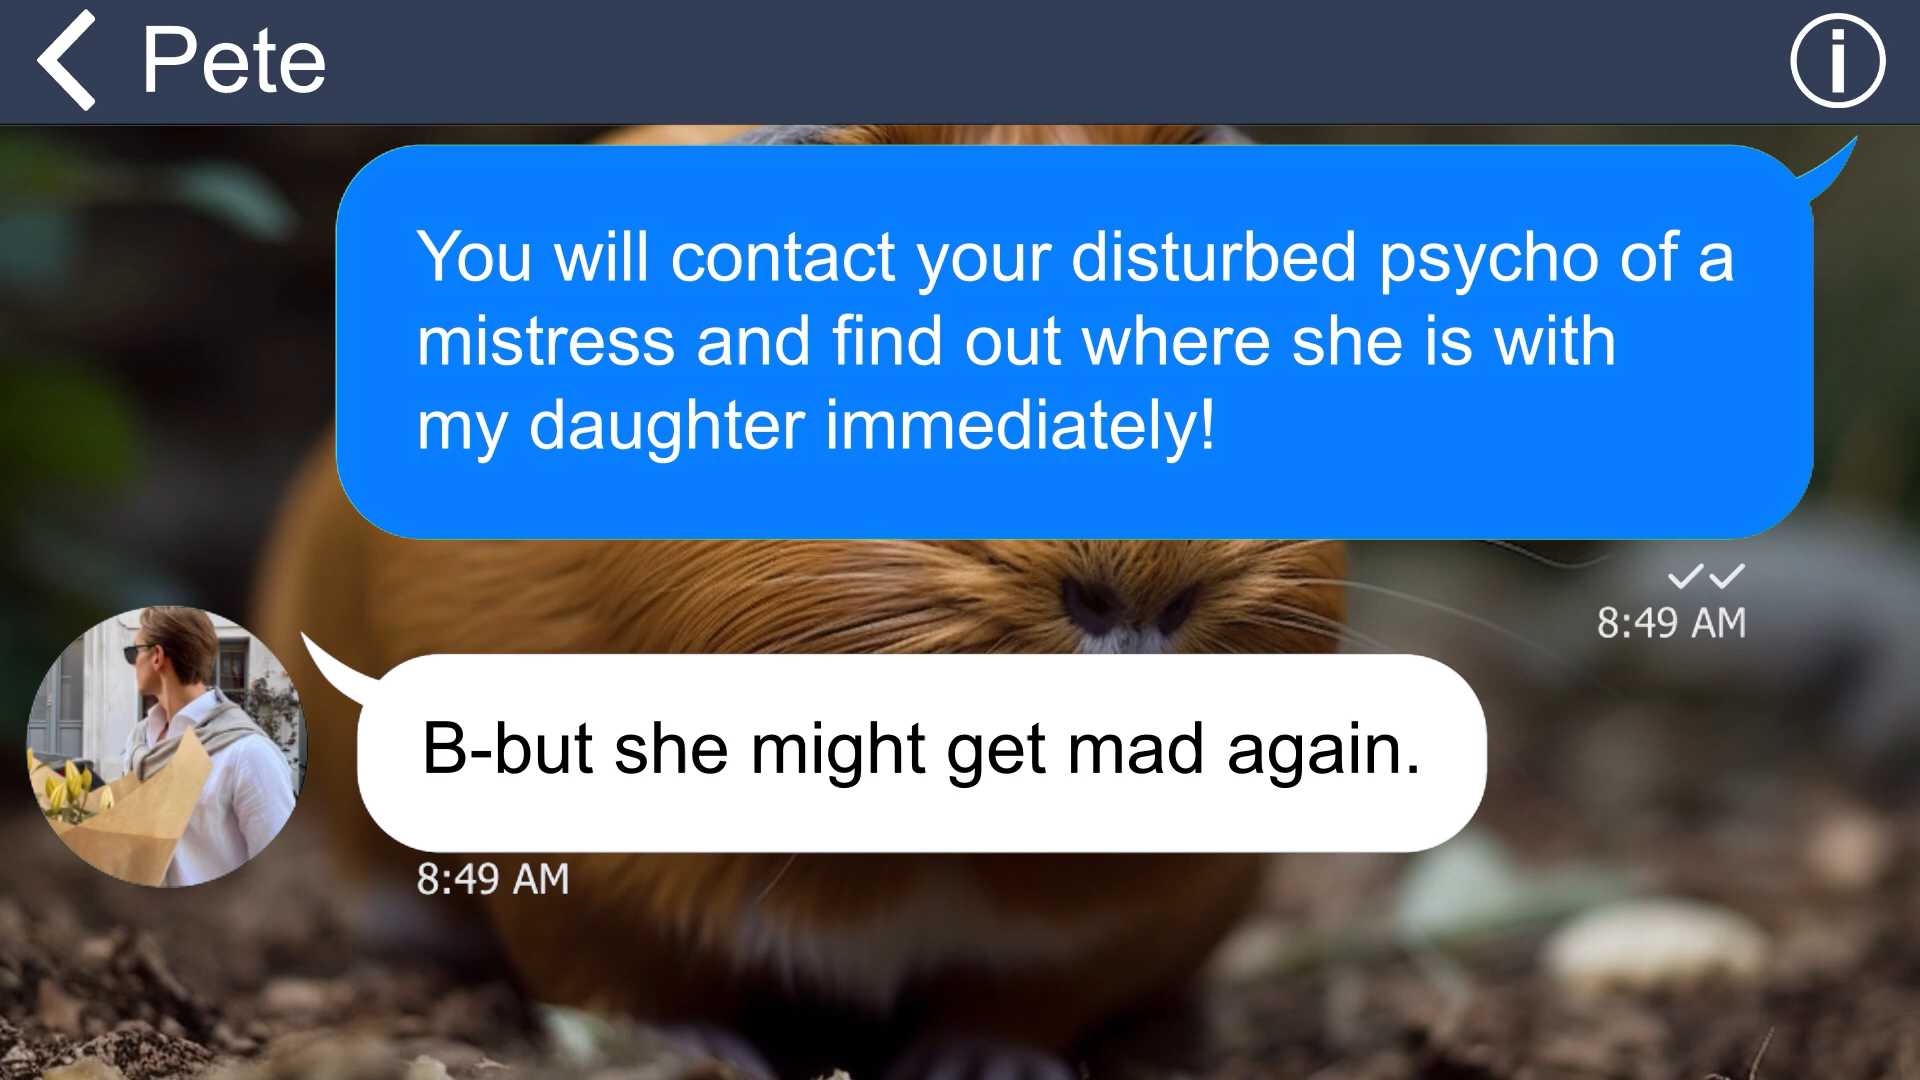 Pete
You will contact your disturbed psycho of a
mistress and find out where she is with
my daughter immediately!
8:49 AM
B-but she might get mad again.
8:49 AM